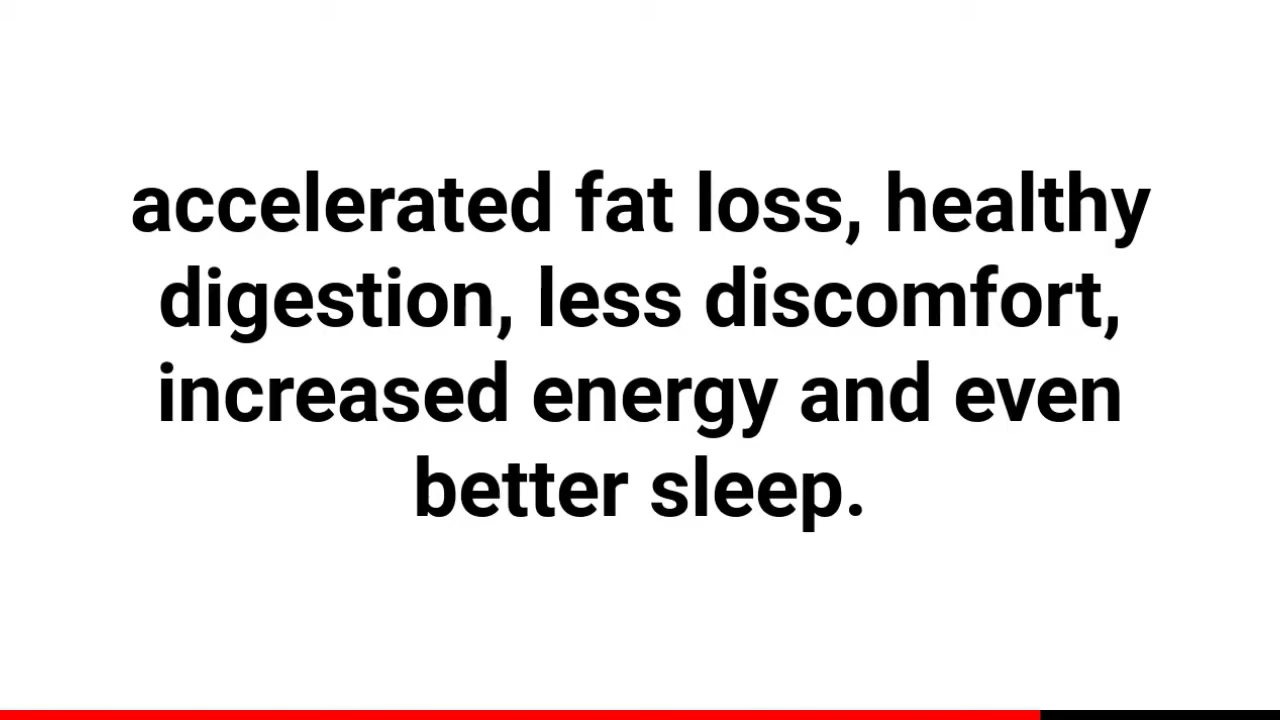 accelerated fat loss, healthy
digestion, less discomfort,
increased energy and even
better sleep.